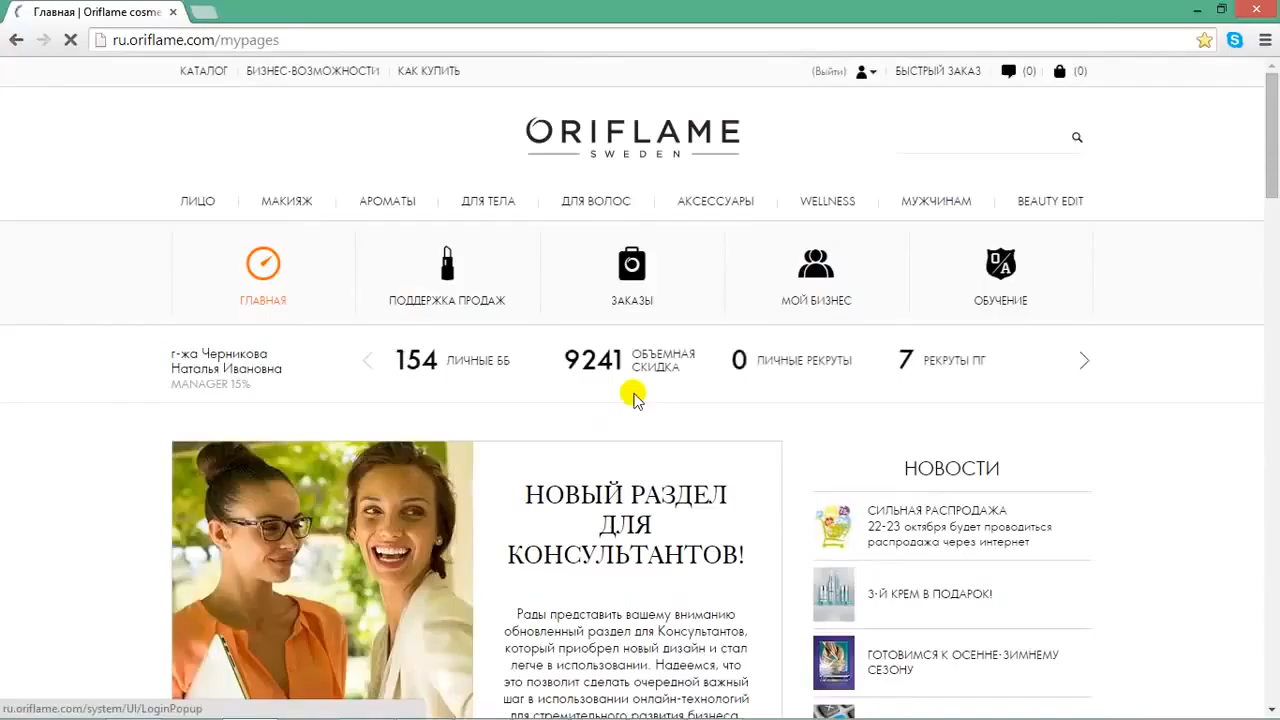 Главная | Oriflame cosme
ru.oriflame.com/mypages
КАТАЛОГ БИЗНЕС-ВОЗМОЖНОСТИ КАК КУПИТЬ (Выйти) БЫСТРЫЙ ЗАКАЗ (0) (0)
ORIFLAME
SWEDEN
ЛИЦО МАКИЯЖ АРОМАТЫ ДЛЯ ТЕЛА ДЛЯ ВОЛОС АКСЕССУАРЫ WELLNESS МУЖЧИНАМ BEAUTY EDIT
O A
ГЛАВНАЯ ПОДДЕРЖКА ПРОДАЖ ЗАКАЗЫ МОЙ БИЗНЕС ОБУЧЕНИЕ
г-жа Черникова
Наталья Ивановна
MANAGER 15%
154 ЛИЧНЫЕ ББ
9241 ОБЪЕМНАЯ
СКИДКА
0 ЛИЧНЫЕ РЕКРУТЫ
7 РЕКРУТЫ ПГ
НОВЫЙ РАЗДЕЛ
ДЛЯ
КОНСУЛЬТАНТОВ!
Рады представить вашему вниманию
обновленный раздел для Консультантов,
который приобрел новый дизайн и стал
легче в использовании. Надеемся, что
это позволит сделать очередной важный
шаг в использовании онлайн-технологий
для стремительного развития бизнеса
НОВОСТИ
СИЛЬНАЯ РАСПРОДАЖА
22-23 октября будет проводиться
распродажа через интернет
3-Й КРЕМ В ПОДАРОК!
ГОТОВИМСЯ К ОСЕННЕ-ЗИМНЕМУ
СЕЗОНУ
ru.oriflame.com/system/UI/LoginPopup